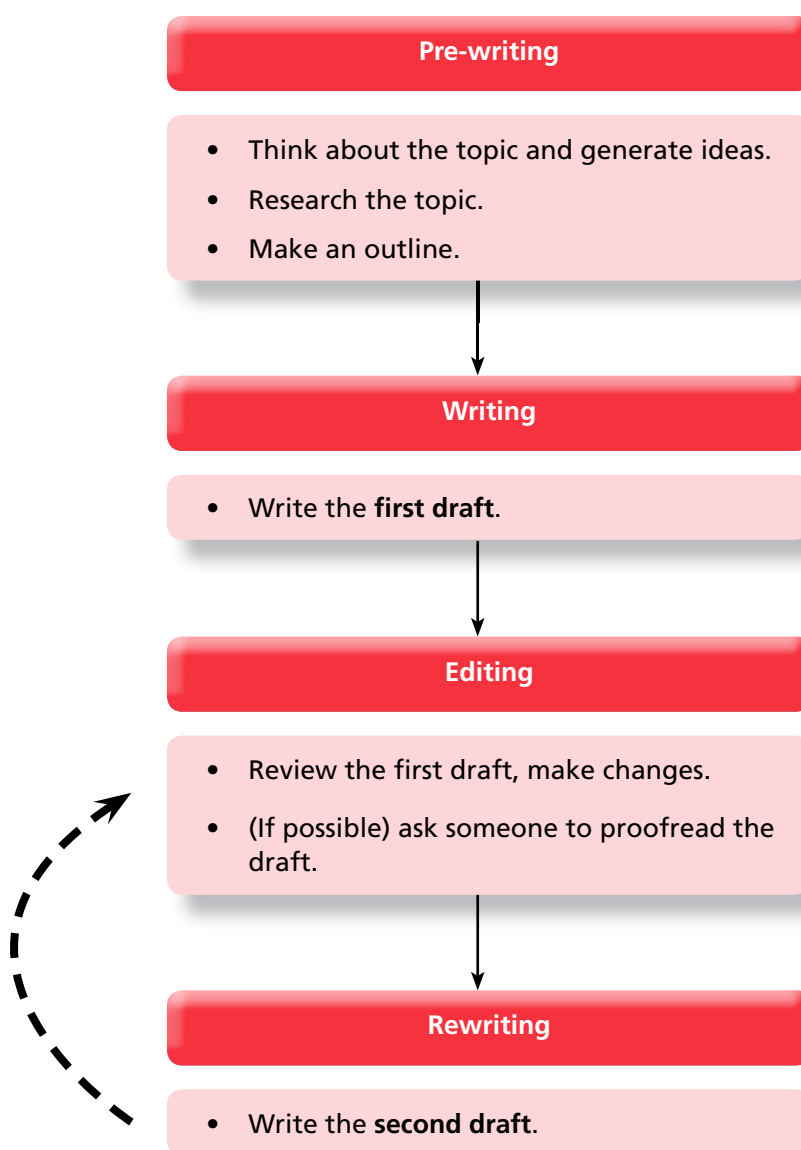 Pre-writing
• Think about the topic and generate ideas.
• Research the topic.
• Make an outline.
Writing
• Write the first draft.
Editing
• Review the first draft, make changes.
• (If possible) ask someone to proofread the
draft.
Rewriting
• Write the second draft.